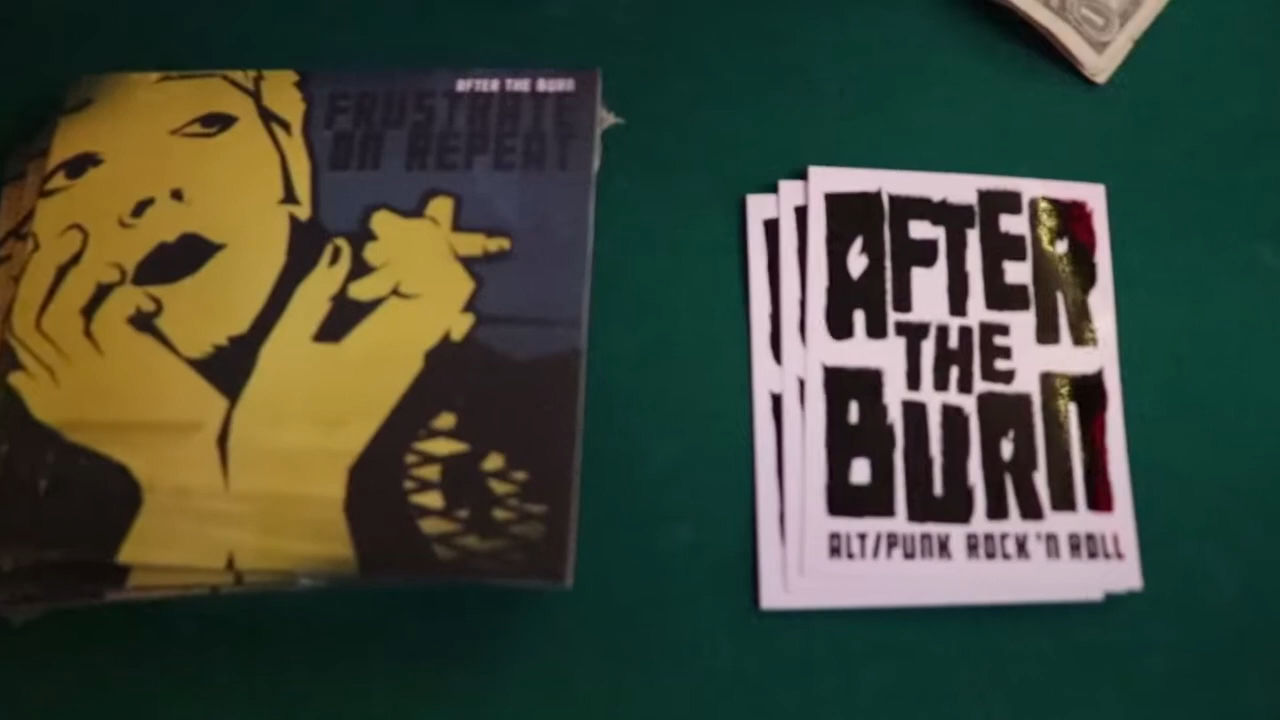 AFTER THE BURN
FRUSTRATE
ON REPEAT
AFTER
THE
BURN
ALT/PUNK ROCK'N ROLL